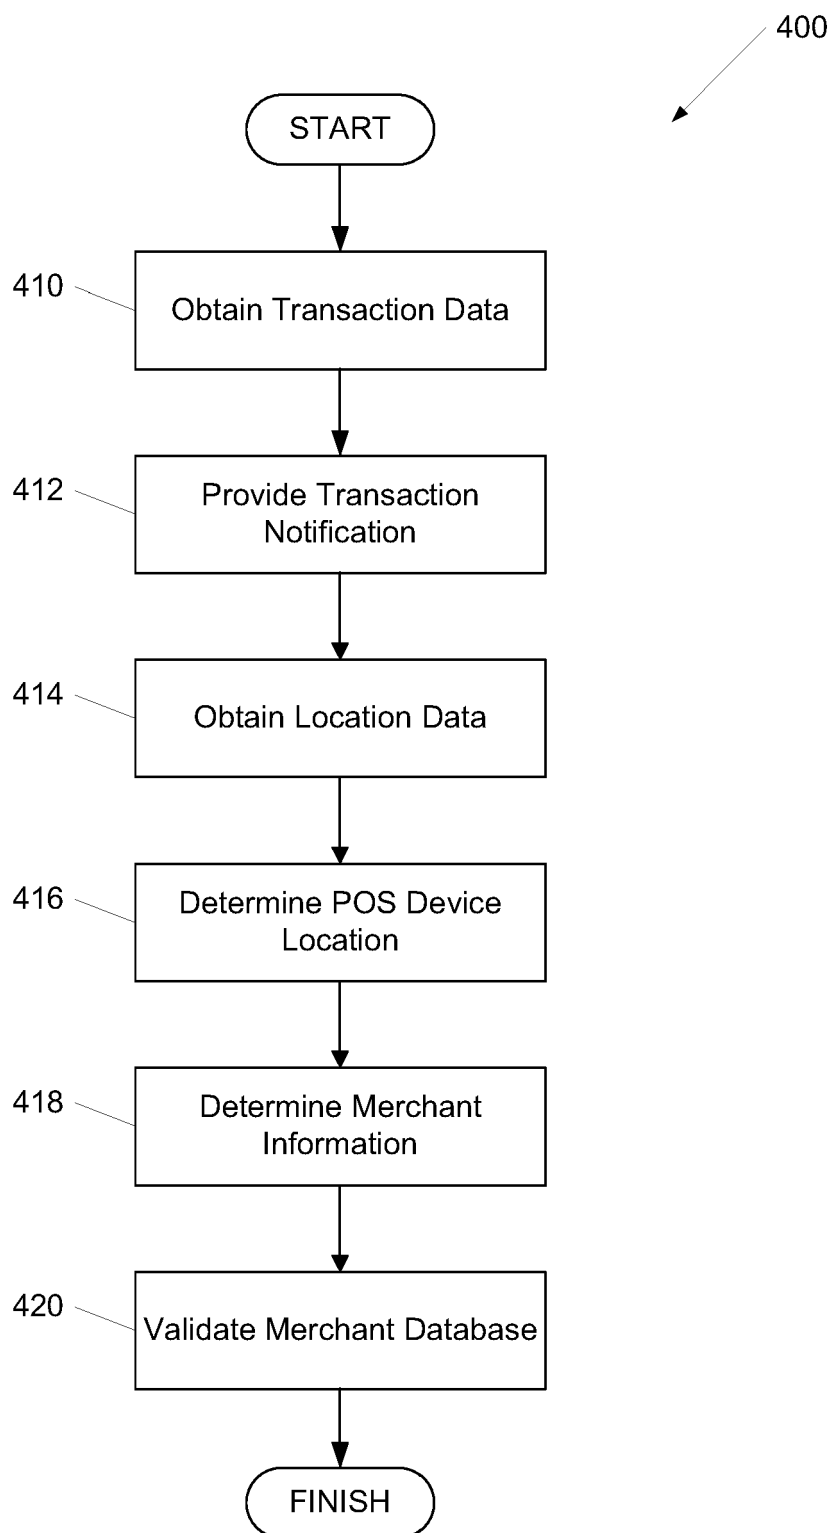 400
START
410
Obtain Transaction Data
412
Provide Transaction
Notification
414
Obtain Location Data
416
Determine POS Device
Location
418
Determine Merchant
Information
420
Validate Merchant Database
FINISH